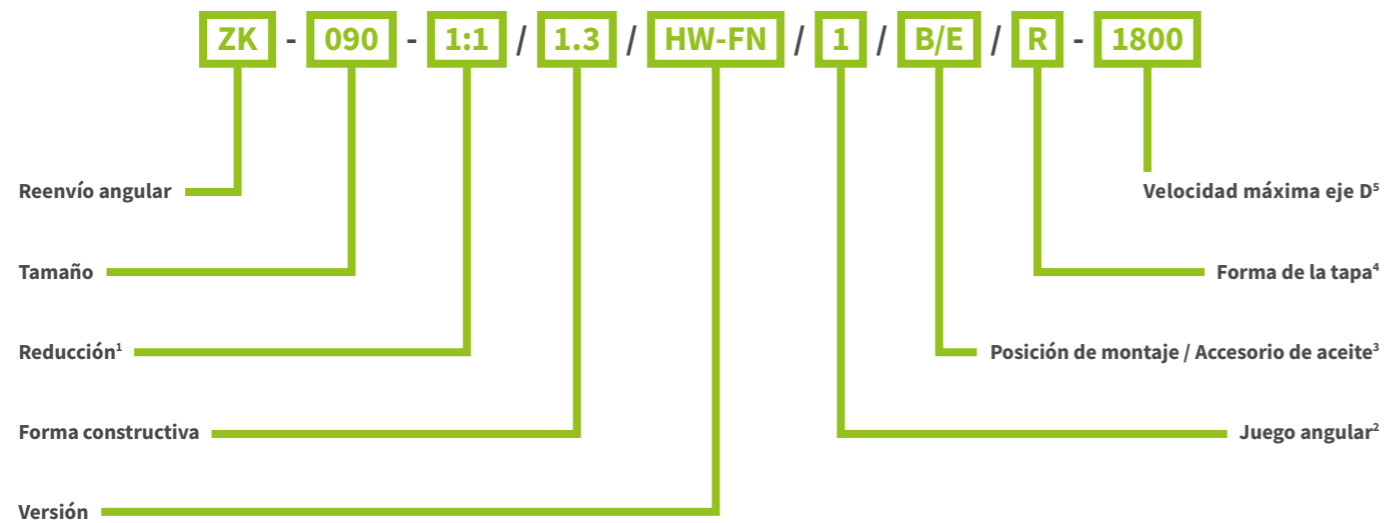 ZK - 090 - 1:1 / 1.3 / HW-FN / 1 / B/E / R - 1800
Reenvío angular
Velocidad máxima eje D⁵
Tamaño
Forma de la tapa⁴
Reducción¹
Posición de montaje / Accesorio de aceite³
Forma constructiva
Juego angular²
Versión